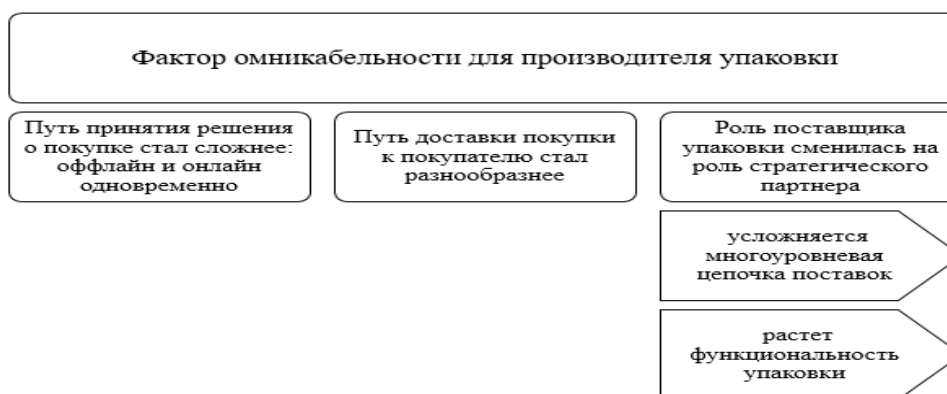 Фактор омникабельности для производителя упаковки
Путь принятия решения
о покупке стал сложнее:
оффлайн и онлайн
одновременно
Путь доставки покупки
к покупателю стал
разнообразнее
Роль поставщика
упаковки сменилась на
роль стратегического
партнера
усложняется
многоуровневая
цепочка поставок
растет
функциональность
упаковки